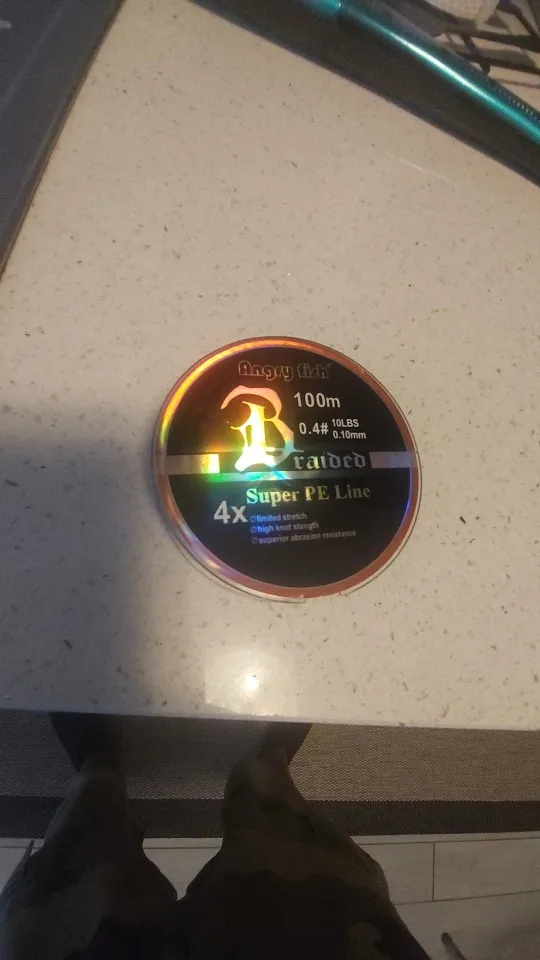 Angry fish
100m
0.4# 10LBS
0.10mm
Braided
Super PE Line
4x
limited stretch
high knot stength
superior abrasion resistance